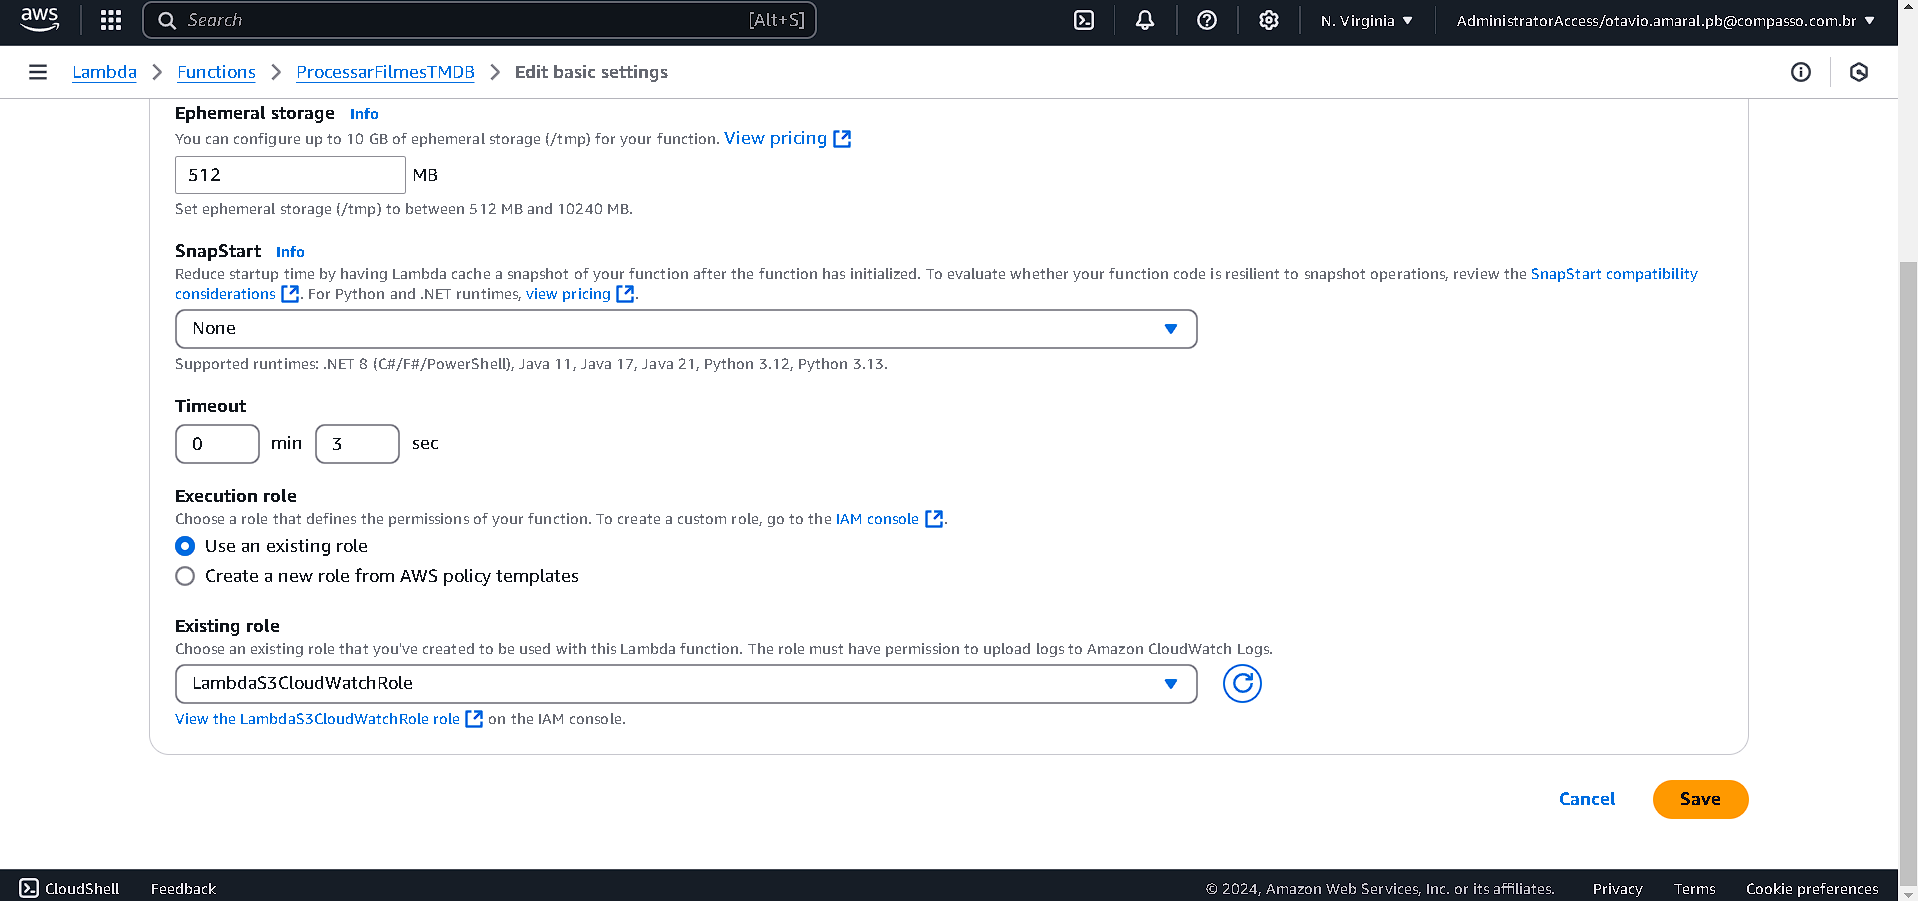 aws
Search [Alt+S] N. Virginia AdministratorAccess/otavio.amaral.pb@compasso.com.br
Lambda Functions ProcessarFilmesTMDB Edit basic settings
Ephemeral storage Info
You can configure up to 10 GB of ephemeral storage (/tmp) for your function. View pricing
512 MB
Set ephemeral storage (/tmp) to between 512 MB and 10240 MB.
SnapStart Info
Reduce startup time by having Lambda cache a snapshot of your function after the function has initialized. To evaluate whether your function code is resilient to snapshot operations, review the SnapStart compatibility
considerations. For Python and .NET runtimes, view pricing.
None
Supported runtimes: .NET 8 (C#/F#/PowerShell), Java 11, Java 17, Java 21, Python 3.12, Python 3.13.
Timeout
0 min 3 sec
Execution role
Choose a role that defines the permissions of your function. To create a custom role, go to the IAM console.
Use an existing role
Create a new role from AWS policy templates
Existing role
Choose an existing role that you've created to be used with this Lambda function. The role must have permission to upload logs to Amazon CloudWatch Logs.
LambdaS3CloudWatchRole
View the LambdaS3CloudWatchRole role on the IAM console.
Cancel Save
CloudShell Feedback © 2024, Amazon Web Services, Inc. or its affiliates. Privacy Terms Cookie preferences